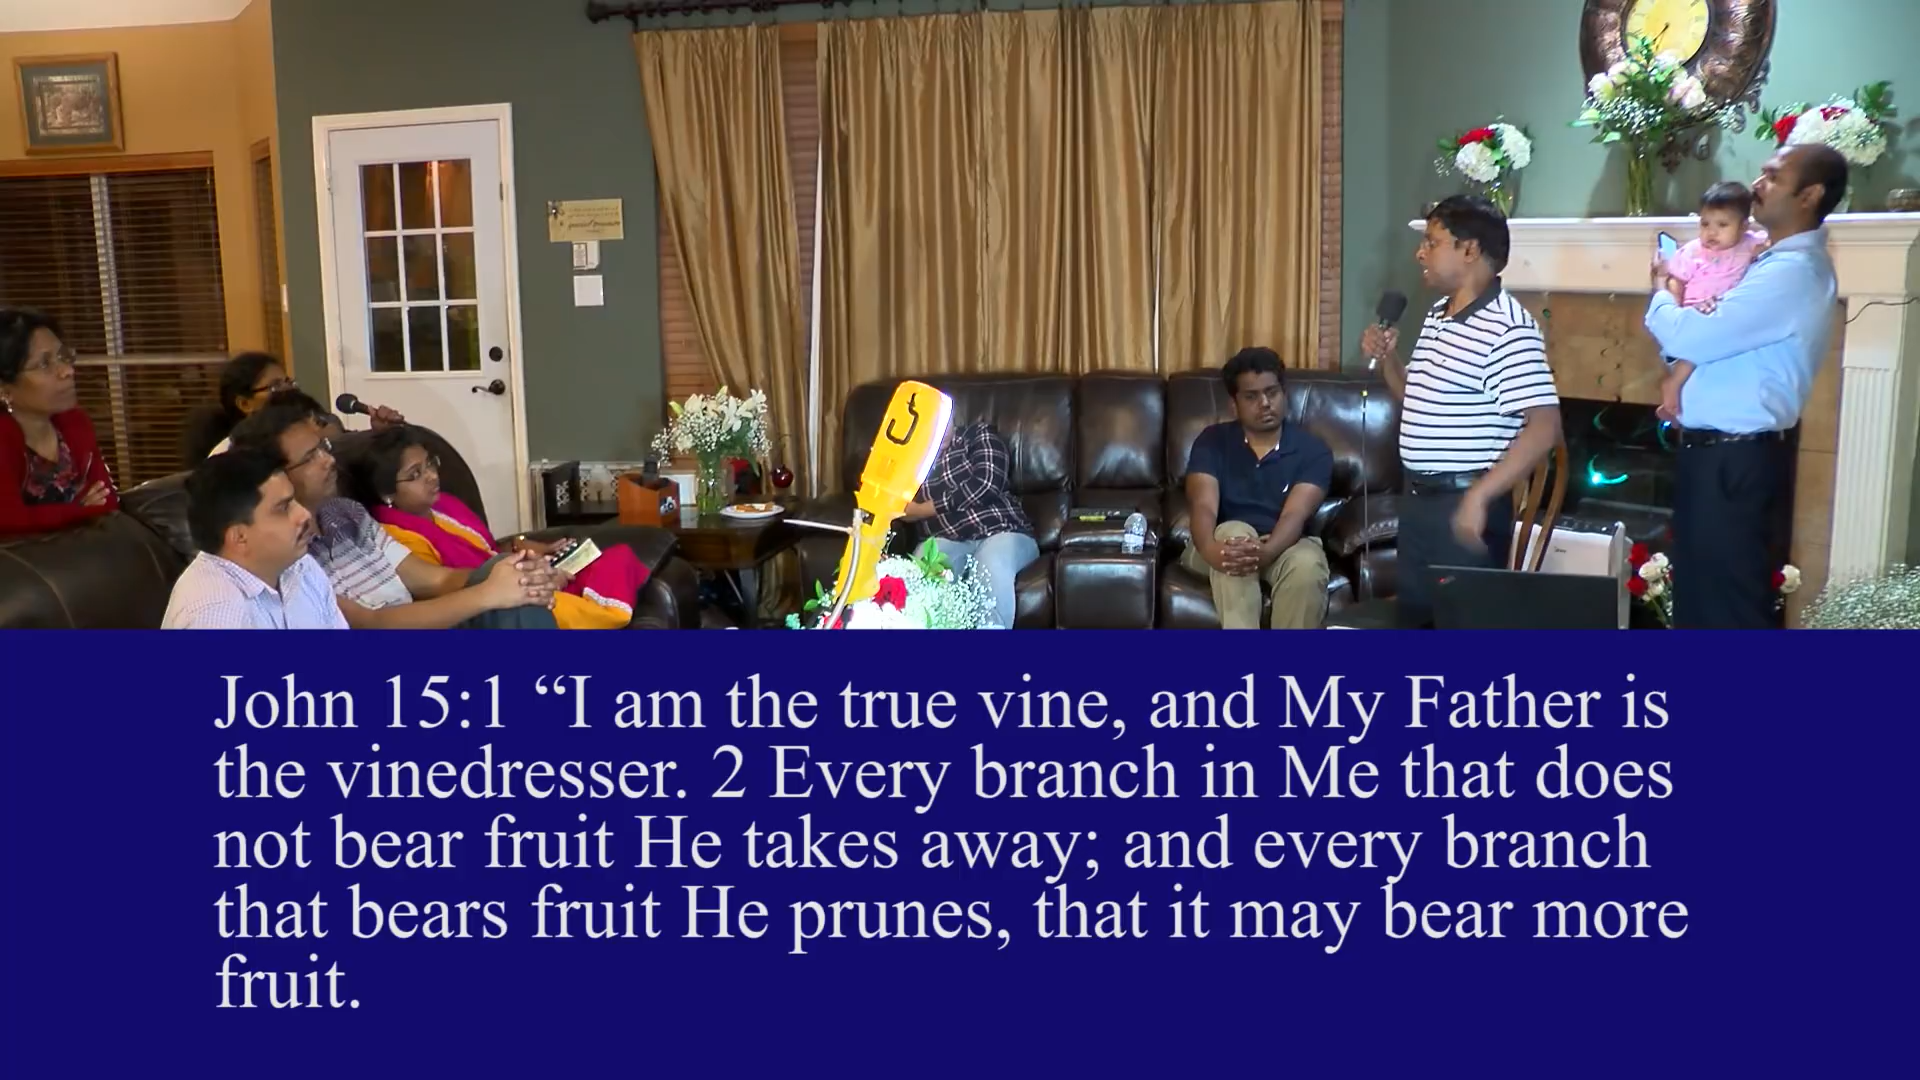 John 15:1 “I am the true vine, and My Father is
the vinedresser. 2 Every branch in Me that does
not bear fruit He takes away; and every branch
that bears fruit He prunes, that it may bear more
fruit.